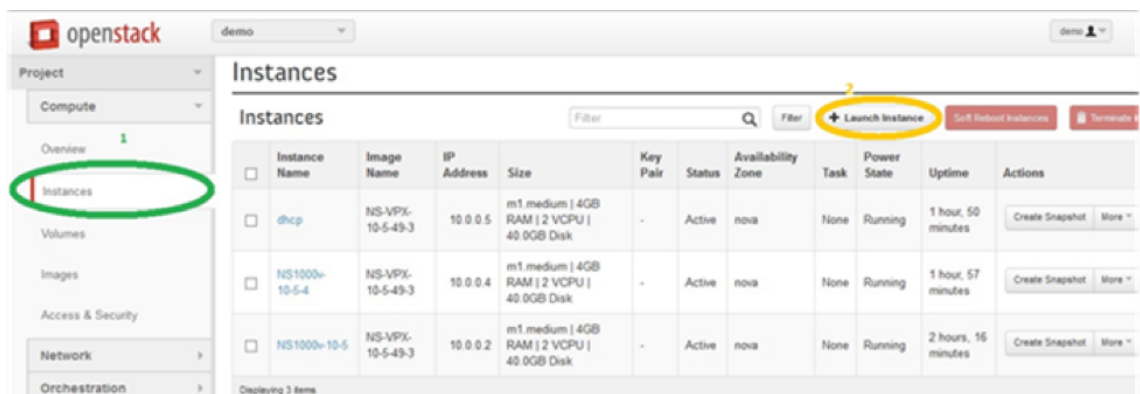 openstack
demo
demo
Project
Instances
Compute
2
Instances
Filter
Filter
+ Launch Instance
Soft Reboot Instances
Terminate I
Overview
1
Instances
Volumes
Images
Access & Security
Network
Orchestration
Instance Name
Image Name
IP Address
Size
Key Pair
Status
Availability Zone
Task
Power State
Uptime
Actions
dhcp
NS-VPX-
10-5-49-3
10.0.0.5
m1.medium | 4GB
RAM | 2 VCPU |
40.0GB Disk
-
Active
nova
None
Running
1 hour, 50
minutes
Create Snapshot
More
NS1000v-
10-5-4
NS-VPX-
10-5-49-3
10.0.0.4
m1.medium | 4GB
RAM | 2 VCPU |
40.0GB Disk
-
Active
nova
None
Running
1 hour, 57
minutes
Create Snapshot
More
NS1000v-10-5
NS-VPX-
10-5-49-3
10.0.0.2
m1.medium | 4GB
RAM | 2 VCPU |
40.0GB Disk
-
Active
nova
None
Running
2 hours, 16
minutes
Create Snapshot
More
Displaying 3 items